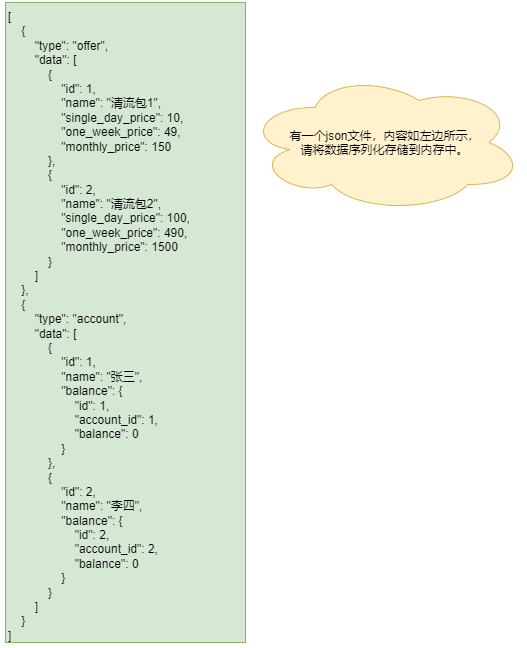 [
    {
        "type": "offer",
        "data": [
            {
                "id": 1,
                "name": "清流包1",
                "single_day_price": 10,
                "one_week_price": 49,
                "monthly_price": 150
            },
            {
                "id": 2,
                "name": "清流包2",
                "single_day_price": 100,
                "one_week_price": 490,
                "monthly_price": 1500
            }
        ]
    },
    {
        "type": "account",
        "data": [
            {
                "id": 1,
                "name": "张三",
                "balance": {
                    "id": 1,
                    "account_id": 1,
                    "balance": 0
                }
            },
            {
                "id": 2,
                "name": "李四",
                "balance": {
                    "id": 2,
                    "account_id": 2,
                    "balance": 0
                }
            }
        ]
    }
]
有一个json文件，内容如左边所示，
请将数据序列化存储到内存中。